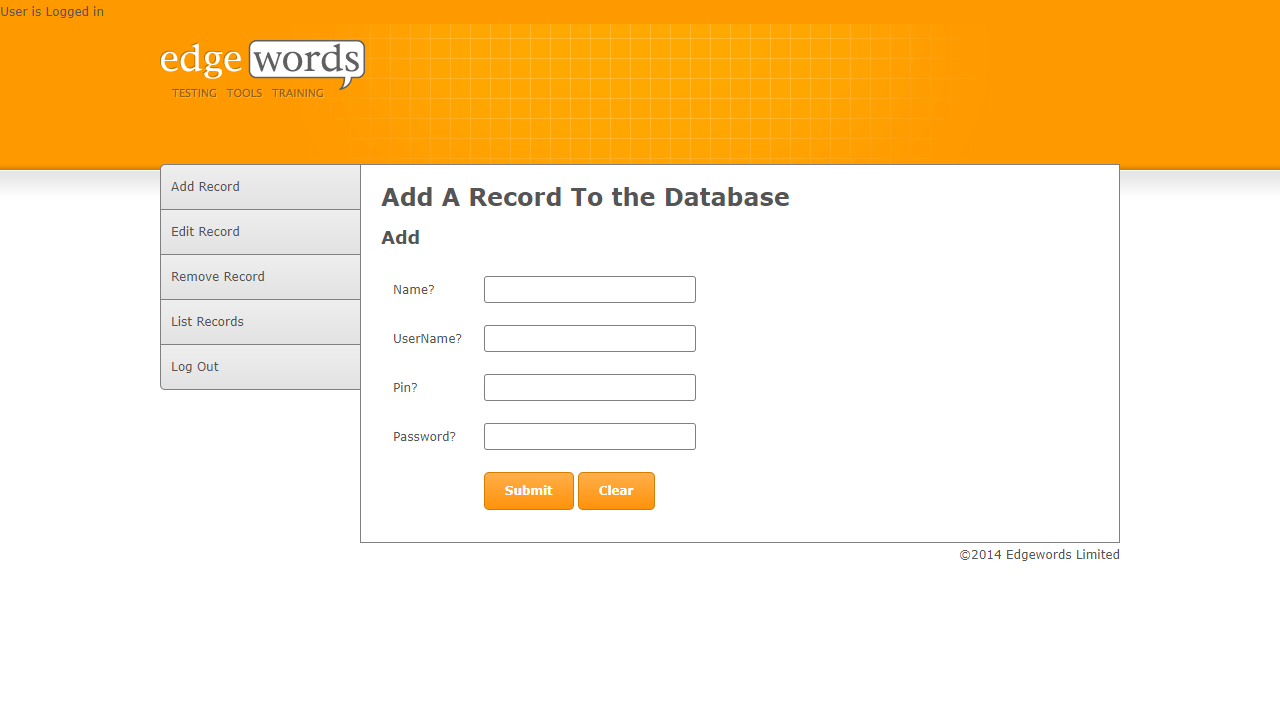 User is Logged in
edge words
TESTING TOOLS TRAINING
Add Record
Edit Record
Remove Record
List Records
Log Out
Add A Record To the Database
Add
Name?
UserName?
Pin?
Password?
Submit Clear
©2014 Edgewords Limited